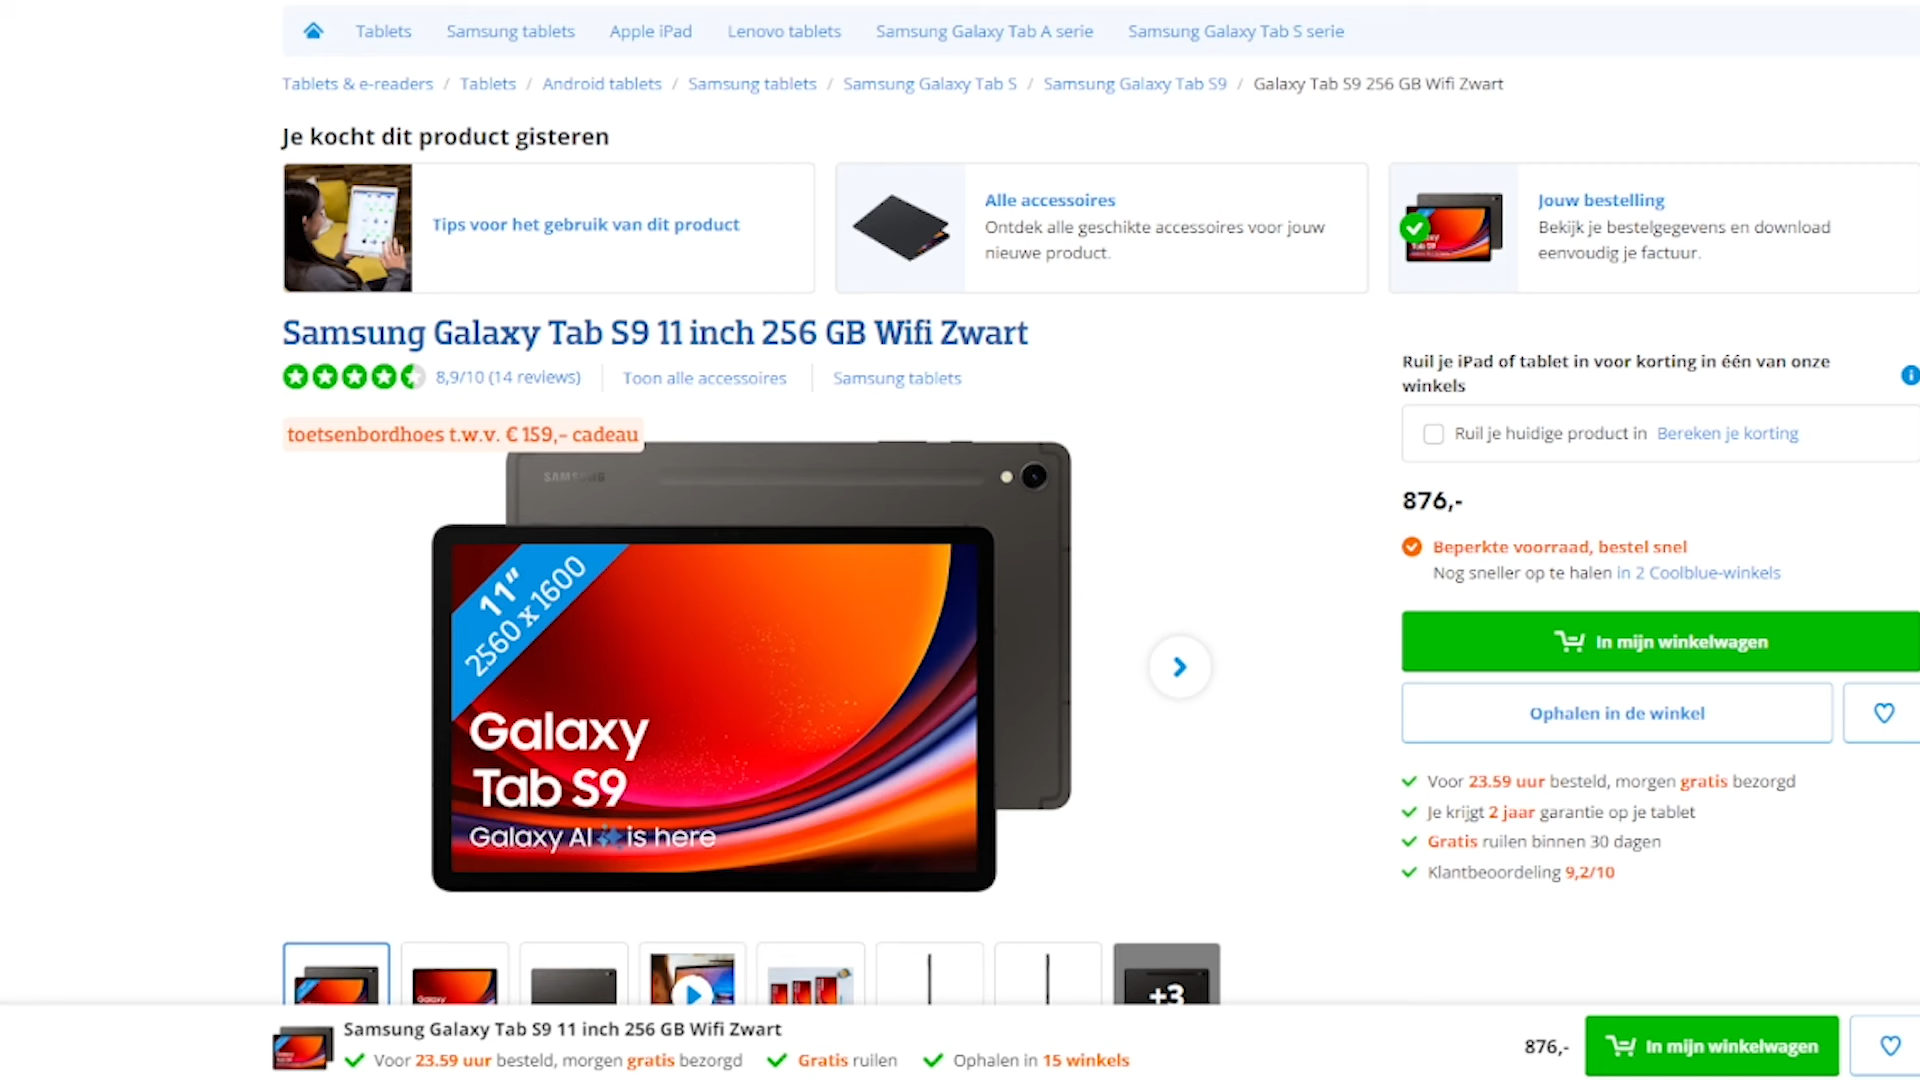 Tablets Samsung tablets Apple iPad Lenovo tablets Samsung Galaxy Tab A serie Samsung Galaxy Tab S serie
Tablets & e-readers / Tablets / Android tablets / Samsung tablets / Samsung Galaxy Tab S / Samsung Galaxy Tab S9 / Galaxy Tab S9 256 GB Wifi Zwart
Je kocht dit product gisteren
Tips voor het gebruik van dit product
Alle accessoires
Ontdek alle geschikte accessoires voor jouw
nieuwe product.
Jouw bestelling
Bekijk je bestelgegevens en download
eenvoudig je factuur.
Samsung Galaxy Tab S9 11 inch 256 GB Wifi Zwart
8,9/10 (14 reviews) Toon alle accessoires Samsung tablets
toetsenbordhoes t.w.v. € 159,- cadeau
SAMSUNG
11"
2560 x 1600
Galaxy
Tab S9
Galaxy AI is here
Ruil je iPad of tablet in voor korting in één van onze
winkels
Ruil je huidige product in Bereken je korting
876,-
Beperkte voorraad, bestel snel
Nog sneller op te halen in 2 Coolblue-winkels
In mijn winkelwagen
Ophalen in de winkel
Voor 23.59 uur besteld, morgen gratis bezorgd
Je krijgt 2 jaar garantie op je tablet
Gratis ruilen binnen 30 dagen
Klantbeoordeling 9,2/10
+3
Samsung Galaxy Tab S9 11 inch 256 GB Wifi Zwart
Voor 23.59 uur besteld, morgen gratis bezorgd Gratis ruilen Ophalen in 15 winkels
876,- In mijn winkelwagen